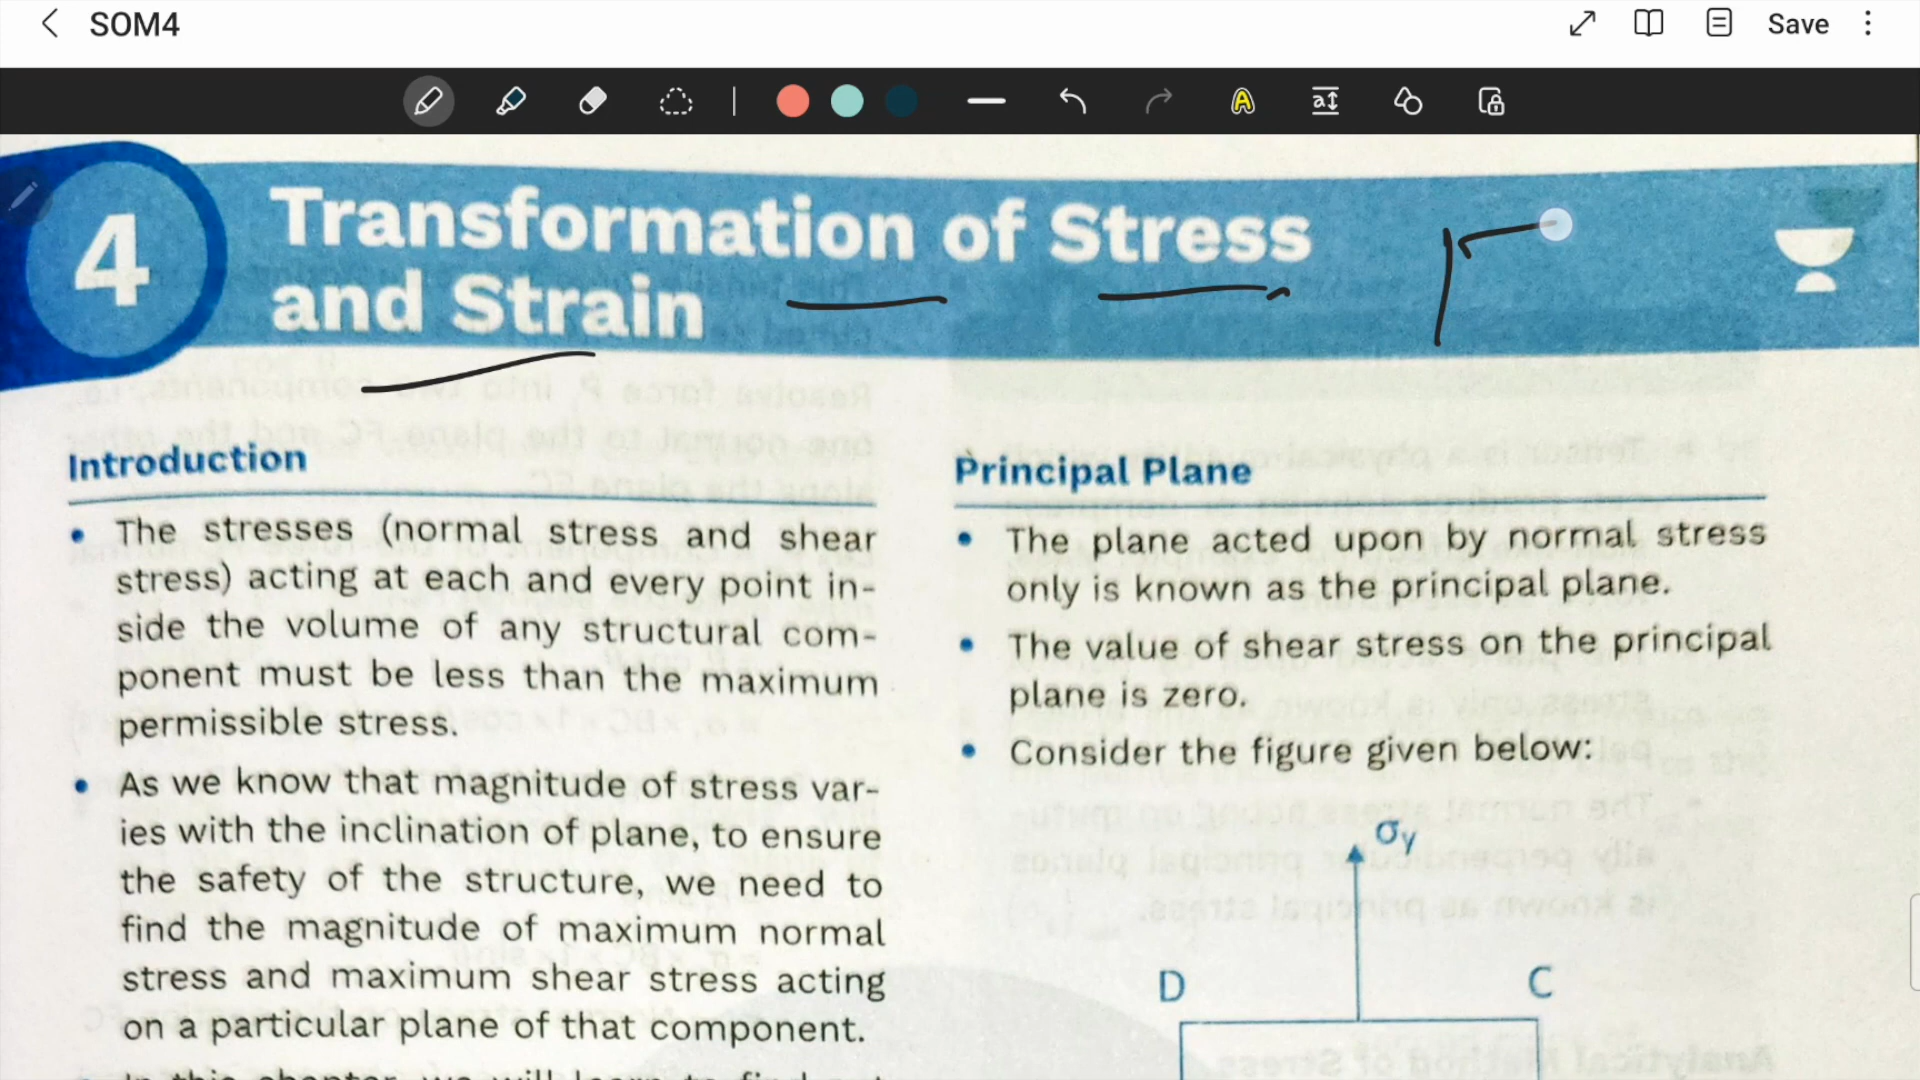 SOM4
Save
4
Transformation of Stress
and Strain
Introduction
• The stresses (normal stress and shear
stress) acting at each and every point in-
side the volume of any structural com-
ponent must be less than the maximum
permissible stress.
• As we know that magnitude of stress var-
ies with the inclination of plane, to ensure
the safety of the structure, we need to
find the magnitude of maximum normal
stress and maximum shear stress acting
on a particular plane of that component.
Principal Plane
• The plane acted upon by normal stress
only is known as the principal plane.
• The value of shear stress on the principal
plane is zero.
• Consider the figure given below:
σy
D C